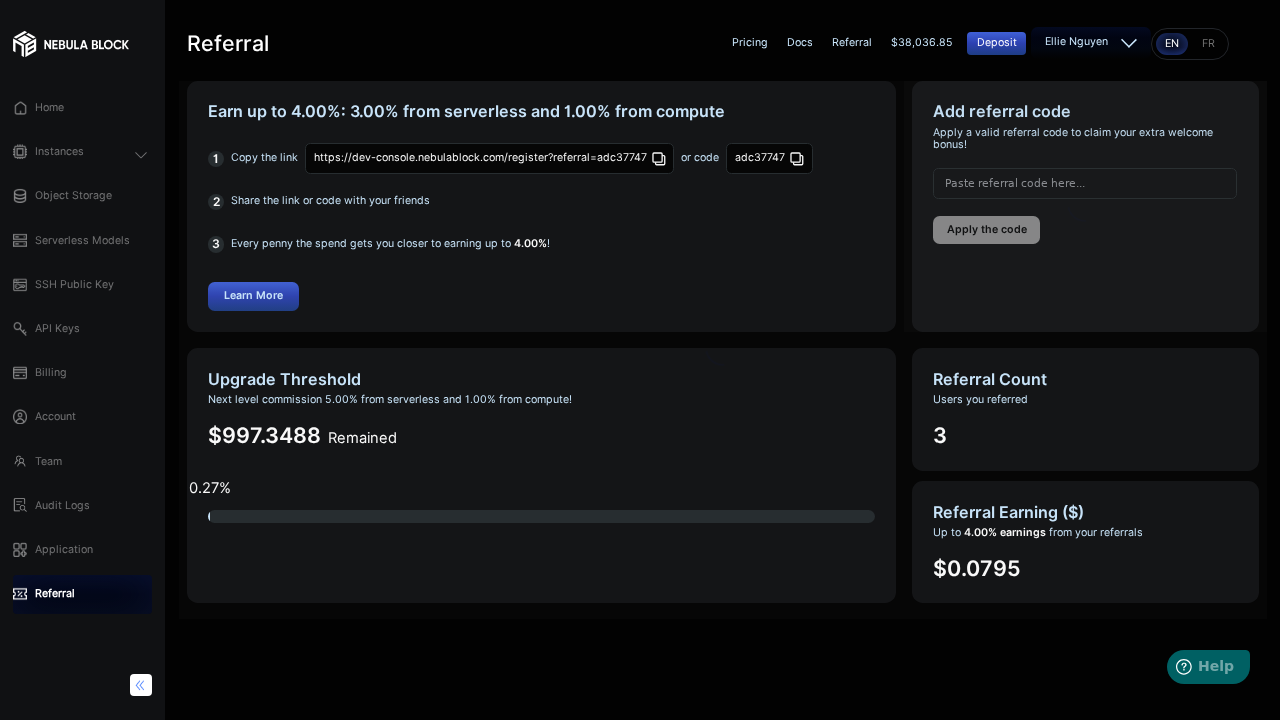 NEBULA BLOCK
Home
Instances
Object Storage
Serverless Models
SSH Public Key
API Keys
Billing
Account
Team
Audit Logs
Application
Referral
Referral
Pricing
Docs
Referral
$38,036.85
Deposit
Ellie Nguyen
EN
FR
Earn up to 4.00%: 3.00% from serverless and 1.00% from compute
1 Copy the link https://dev-console.nebulablock.com/register?referral=adc37747 or code adc37747
2 Share the link or code with your friends
3 Every penny the spend gets you closer to earning up to 4.00%!
Learn More
Add referral code
Apply a valid referral code to claim your extra welcome
bonus!
Paste referral code here...
Apply the code
Upgrade Threshold
Next level commission 5.00% from serverless and 1.00% from compute!
$997.3488 Remained
0.27%
Referral Count
Users you referred
3
Referral Earning ($)
Up to 4.00% earnings from your referrals
$0.0795
Help